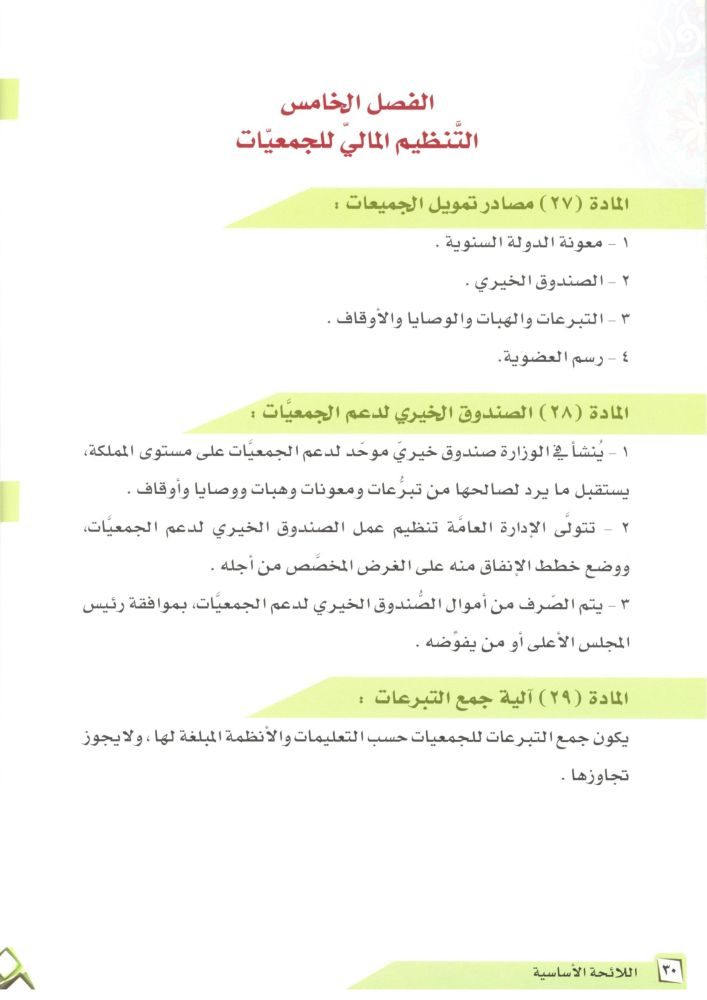 الفصل الخامس
التَّنظيم الماليّ للجمعيّات
المادة (٢٧) مصادر تمويل الجميعات :
١ - معونة الدولة السنوية .
٢ - الصندوق الخيري .
٣ - التبرعات والهبات والوصايا والأوقاف .
٤ - رسم العضوية.
المادة (٢٨) الصندوق الخيري لدعم الجمعيَّات :
١ - يُنشأ في الوزارة صندوق خيريّ موحّد لدعم الجمعيَّات على مستوى المملكة،
يستقبل ما يرد لصالحها من تبرُّعات ومعونات وهبات ووصايا وأوقاف .
٢ - تتولَّى الإدارة العامَّة تنظيم عمل الصندوق الخيري لدعم الجمعيَّات،
ووضع خطط الإنفاق منه على الغرض المخصَّص من أجله .
٣ - يتم الصّرف من أموال الصُّندوق الخيري لدعم الجمعيَّات، بموافقة رئيس
المجلس الأعلى أو من يفوِّضه .
المادة (٢٩) آلية جمع التبرعات :
يكون جمع التبرعات للجمعيات حسب التعليمات والأنظمة المبلغة لها ، ولايجوز
تجاوزها .
٣٠ اللائحة الأساسية